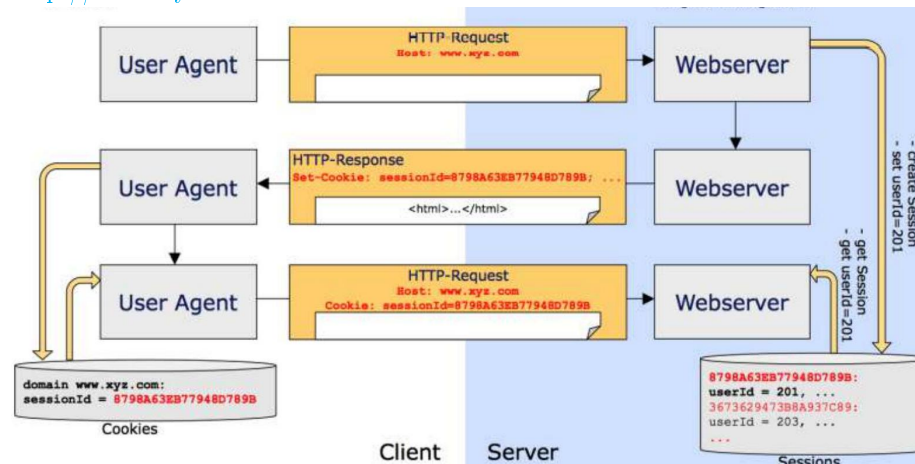 HTTP-Request
Host: www.xyz.com
User Agent
Webserver
- create Session
- set userId=201
HTTP-Response
Set-Cookie: sessionId=8798A63EB77948D789B; ...
<html>...</html>
User Agent
Webserver
- get Session
- get userId=201
HTTP-Request
Host: www.xyz.com
Cookie: sessionId=8798A63EB77948D789B
User Agent
Webserver
domain www.xyz.com:
sessionId = 8798A63EB77948D789B
Cookies
8798A63EB77948D789B:
userId = 201, ...
3673629473B8A937C89:
userId = 203, ...
...
Sessions
Client Server